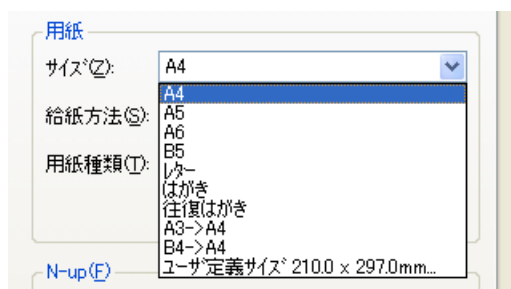 用紙
サイズ(Z): A4
A4
給紙方法(S): A5
A6
B5
用紙種類(T): レター
はがき
往復はがき
A3->A4
B4->A4
N-up(F) ユーザ定義サイズ 210.0 x 297.0mm...